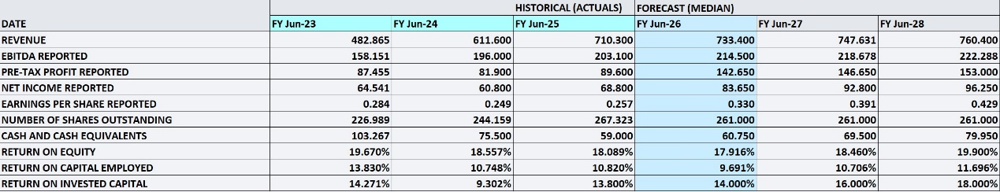 HISTORICAL (ACTUALS) FORECAST (MEDIAN)
DATE FY Jun-23 FY Jun-24 FY Jun-25 FY Jun-26 FY Jun-27 FY Jun-28
REVENUE 482.865 611.600 710.300 733.400 747.631 760.400
EBITDA REPORTED 158.151 196.000 203.100 214.500 218.678 222.288
PRE-TAX PROFIT REPORTED 87.455 81.900 89.600 142.650 146.650 153.000
NET INCOME REPORTED 64.541 60.800 68.800 83.650 92.800 96.250
EARNINGS PER SHARE REPORTED 0.284 0.249 0.257 0.330 0.391 0.429
NUMBER OF SHARES OUTSTANDING 226.989 244.159 267.323 261.000 261.000 261.000
CASH AND CASH EQUIVALENTS 103.267 75.500 59.000 60.750 69.500 79.950
RETURN ON EQUITY 19.670% 18.557% 18.089% 17.916% 18.460% 19.900%
RETURN ON CAPITAL EMPLOYED 13.830% 10.748% 10.820% 9.691% 10.706% 11.696%
RETURN ON INVESTED CAPITAL 14.271% 9.302% 13.800% 14.000% 16.000% 18.000%